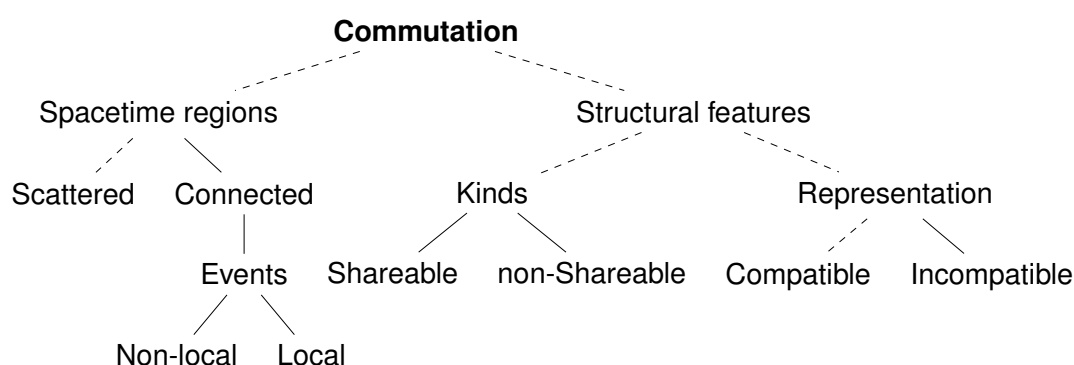 Commutation
Spacetime regions Structural features
Scattered Connected Kinds Representation
Events Shareable non-Shareable Compatible Incompatible
Non-local Local